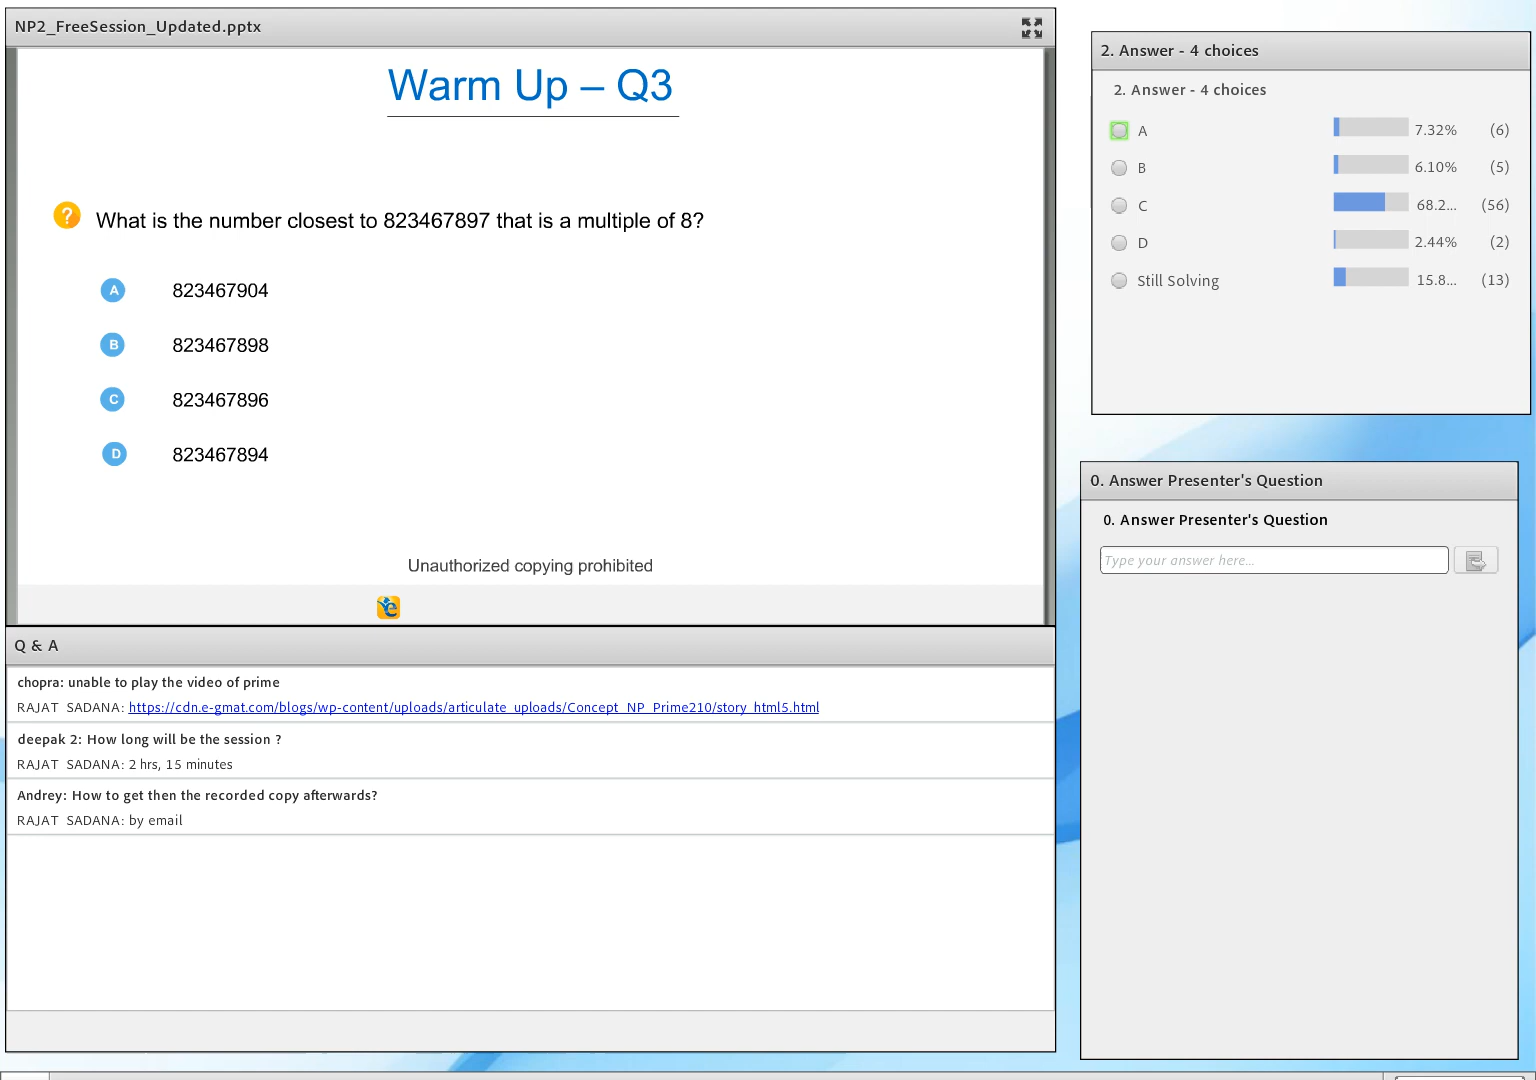 NP2_FreeSession_Updated.pptx
Warm Up – Q3
? What is the number closest to 823467897 that is a multiple of 8?
A 823467904
B 823467898
C 823467896
D 823467894
Unauthorized copying prohibited
e
Q & A
chopra: unable to play the video of prime
RAJAT SADANA: https://cdn.e-gmat.com/blogs/wp-content/uploads/articulate_uploads/Concept_NP_Prime210/story_html5.html
deepak 2: How long will be the session ?
RAJAT SADANA: 2 hrs, 15 minutes
Andrey: How to get then the recorded copy afterwards?
RAJAT SADANA: by email
2. Answer - 4 choices
2. Answer - 4 choices
A 7.32% (6)
B 6.10% (5)
C 68.2... (56)
D 2.44% (2)
Still Solving 15.8... (13)
0. Answer Presenter's Question
0. Answer Presenter's Question
Type your answer here...